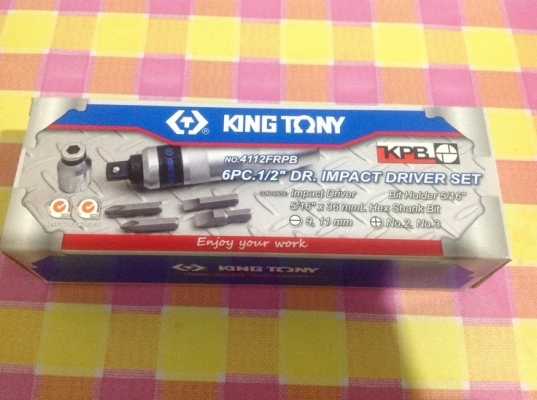 KING TONY
NO.4112FRPB
KPB
6PC.1/2" DR. IMPACT DRIVER SET
CONTENTS: Impact Driver
Bit Holder 5/16"
5/16" x 36 mmL Hex Shank Bit
9, 11 mm
No.2, No.3
Enjoy your work
KING TONY